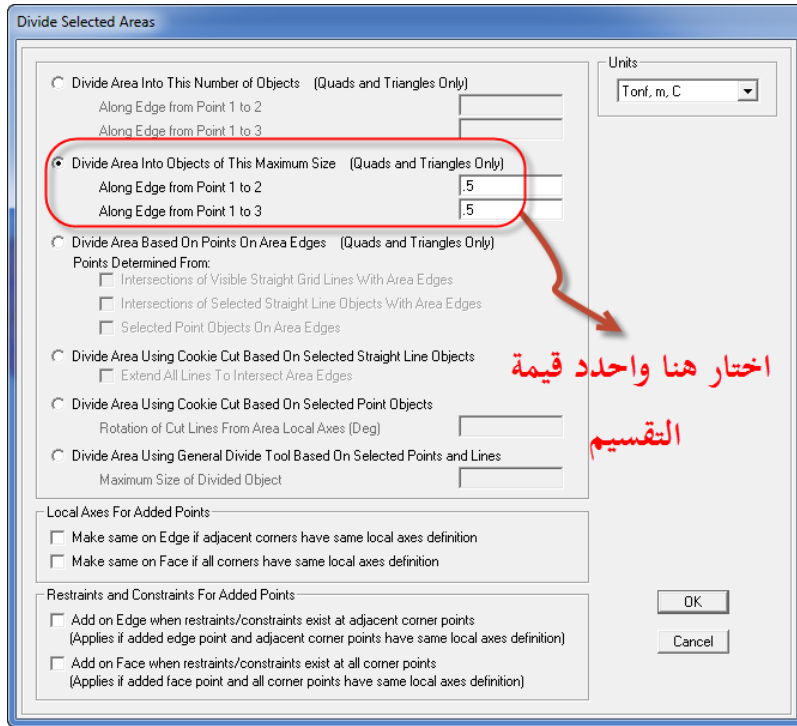 Divide Selected Areas
Divide Area Into This Number of Objects (Quads and Triangles Only)
Along Edge from Point 1 to 2
Along Edge from Point 1 to 3
Divide Area Into Objects of This Maximum Size (Quads and Triangles Only)
Along Edge from Point 1 to 2 .5
Along Edge from Point 1 to 3 .5
Divide Area Based On Points On Area Edges (Quads and Triangles Only)
Points Determined From:
Intersections of Visible Straight Grid Lines With Area Edges
Intersections of Selected Straight Line Objects With Area Edges
Selected Point Objects On Area Edges
Divide Area Using Cookie Cut Based On Selected Straight Line Objects
Extend All Lines To Intersect Area Edges
Divide Area Using Cookie Cut Based On Selected Point Objects
Rotation of Cut Lines From Area Local Axes (Deg)
Divide Area Using General Divide Tool Based On Selected Points and Lines
Maximum Size of Divided Object
Units
Tonf, m, C
اختار هنا واحدد قيمة
التقسيم
Local Axes For Added Points
Make same on Edge if adjacent corners have same local axes definition
Make same on Face if all corners have same local axes definition
Restraints and Constraints For Added Points
Add on Edge when restraints/constraints exist at adjacent corner points
(Applies if added edge point and adjacent corner points have same local axes definition)
Add on Face when restraints/constraints exist at all corner points
(Applies if added face point and all corner points have same local axes definition)
OK
Cancel